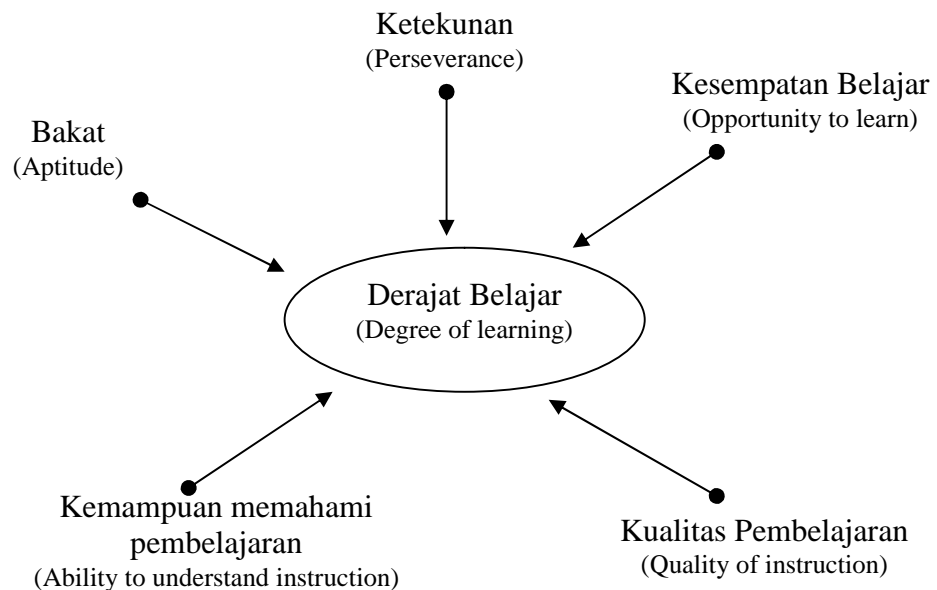 Ketekunan
(Perseverance)
Kesempatan Belajar
(Opportunity to learn)
Bakat
(Aptitude)
Derajat Belajar
(Degree of learning)
Kemampuan memahami
pembelajaran
(Ability to understand instruction)
Kualitas Pembelajaran
(Quality of instruction)